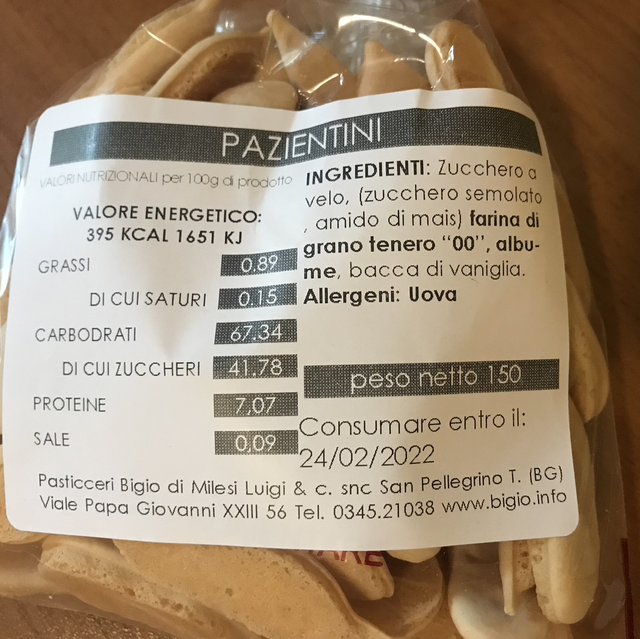 PAZIENTINI
VALORI NUTRIZIONALI per 100g di prodotto
VALORE ENERGETICO:
395 KCAL 1651 KJ
GRASSI 0,89
DI CUI SATURI 0,15
CARBODRATI 67,34
DI CUI ZUCCHERI 41,78
PROTEINE 7,07
SALE 0,09
INGREDIENTI: Zucchero a
velo, (zucchero semolato
, amido di mais) farina di
grano tenero "00", albu-
me, bacca di vaniglia.
Allergeni: Uova
peso netto 150
Consumare entro il:
24/02/2022
Pasticceri Bigio di Milesi Luigi & c. snc San Pellegrino T. (BG)
Viale Papa Giovanni XXIII 56 Tel. 0345.21038 www.bigio.info